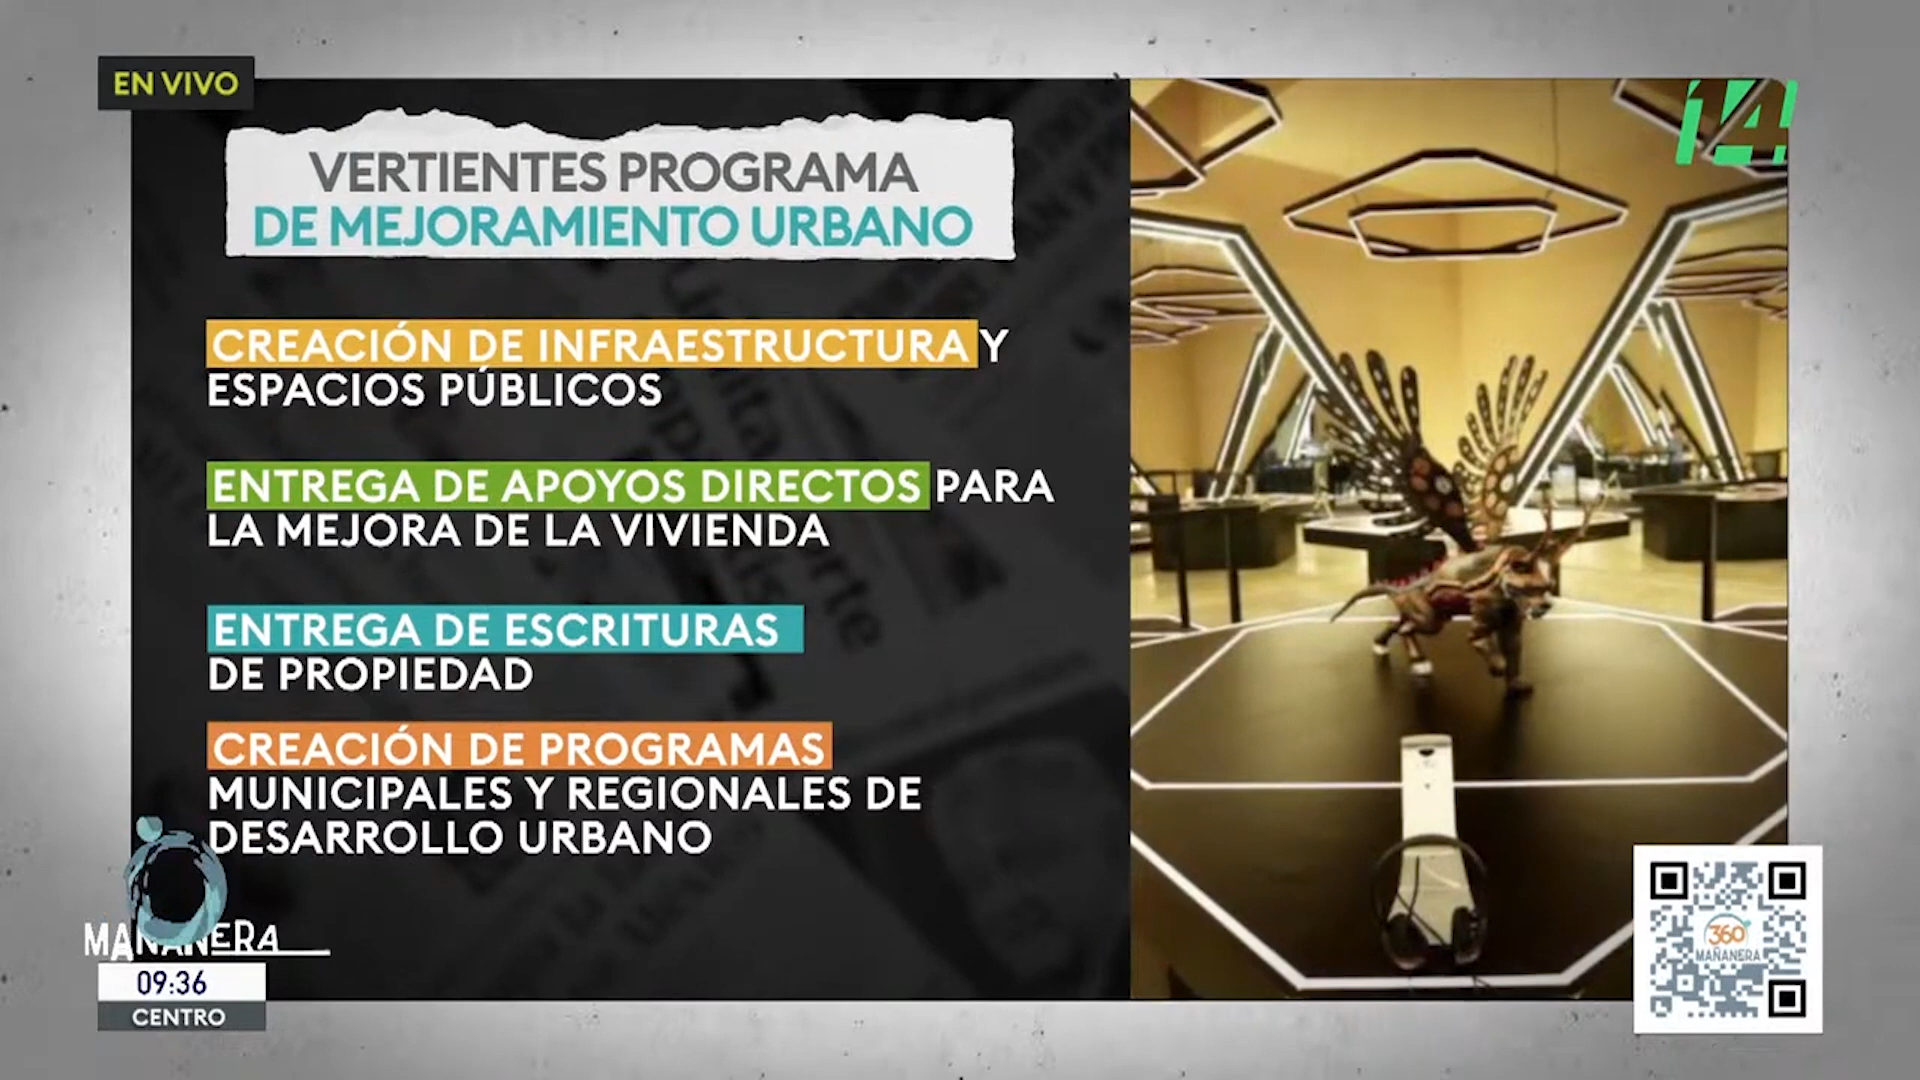 EN VIVO
14
VERTIENTES PROGRAMA
DE MEJORAMIENTO URBANO
CREACIÓN DE INFRAESTRUCTURA Y
ESPACIOS PÚBLICOS
ENTREGA DE APOYOS DIRECTOS PARA
LA MEJORA DE LA VIVIENDA
ENTREGA DE ESCRITURAS
DE PROPIEDAD
CREACIÓN DE PROGRAMAS
MUNICIPALES Y REGIONALES DE
DESARROLLO URBANO
MAÑANERA
09:36
CENTRO
360
MAÑANERA